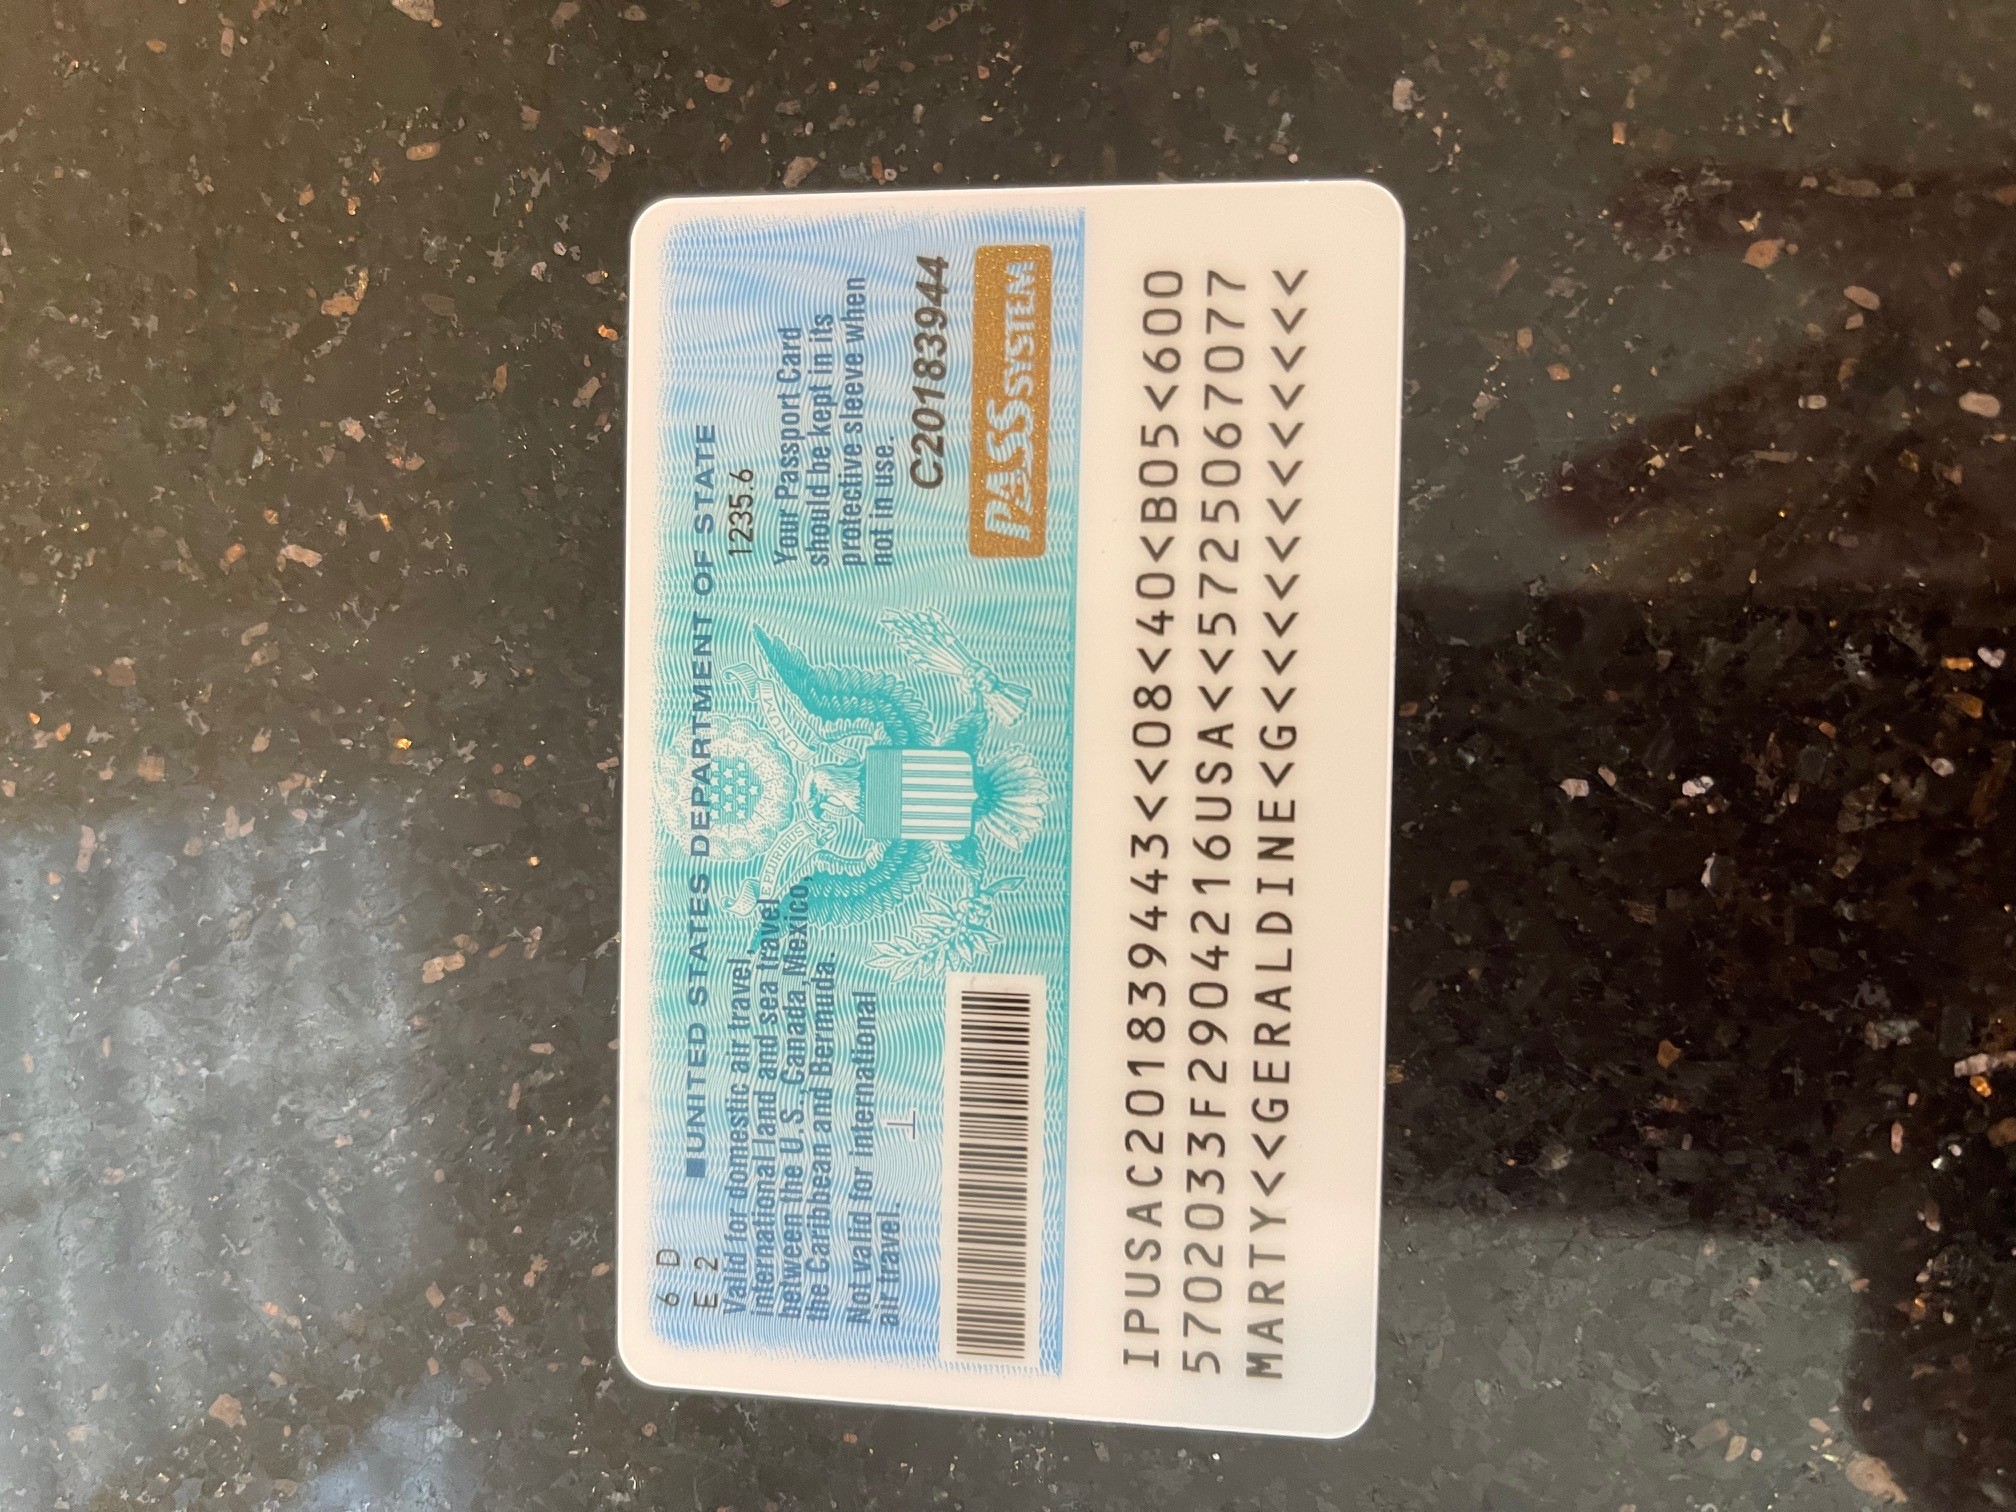 6 D
E 2
UNITED STATES DEPARTMENT OF STATE
1235.6
Valid for domestic air travel,
international land and sea travel
between the U.S., Canada, Mexico,
the Caribbean and Bermuda.
Not valid for international
air travel.
E PLURIBUS
UNUM
Your Passport Card
should be kept in its
protective sleeve when
not in use.
C20183944
PASS SYSTEM
IPUSAC201839443<<08<40<B05<600
5702033F2904216USA<<5725067077
MARTY<<GERALDINE<G<<<<<<<<<<<<